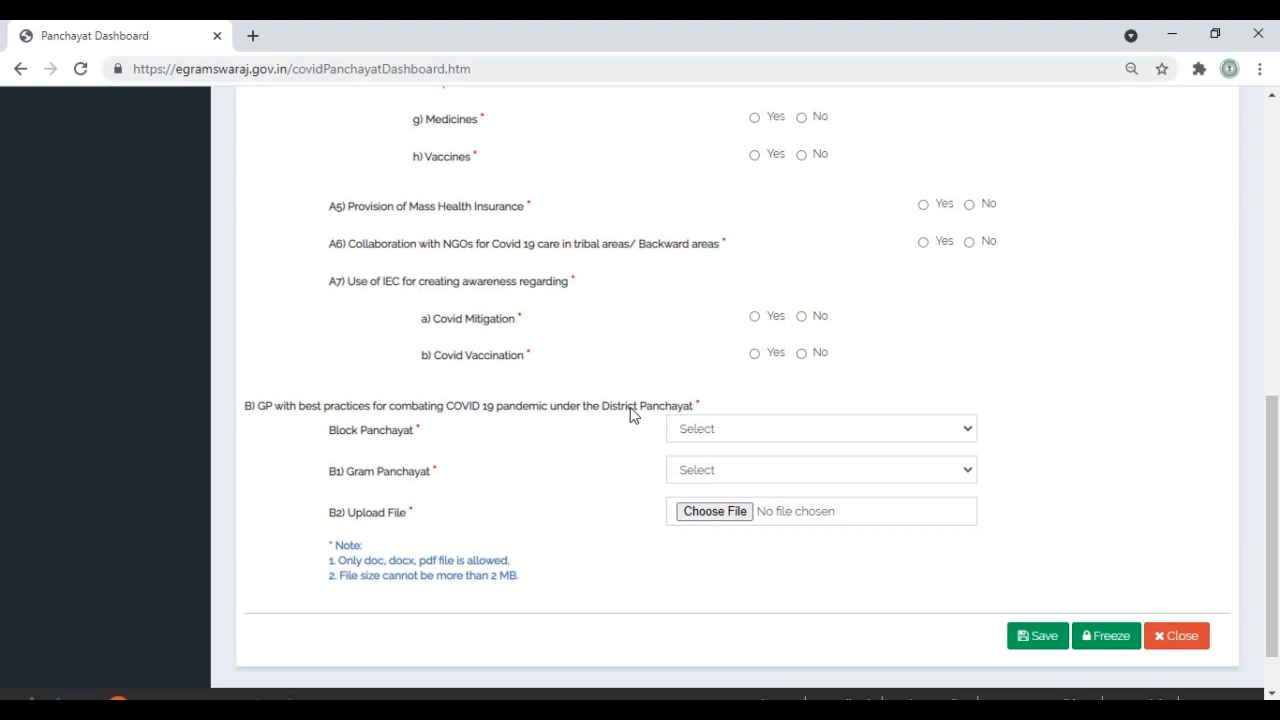 Panchayat Dashboard
https://egramswaraj.gov.in/covidPanchayatDashboard.htm
g) Medicines * Yes No
h) Vaccines * Yes No
A5) Provision of Mass Health Insurance * Yes No
A6) Collaboration with NGOs for Covid 19 care in tribal areas/ Backward areas * Yes No
A7) Use of IEC for creating awareness regarding *
a) Covid Mitigation * Yes No
b) Covid Vaccination * Yes No
B) GP with best practices for combating COVID 19 pandemic under the District Panchayat *
Block Panchayat * Select
B1) Gram Panchayat * Select
B2) Upload File * Choose File No file chosen
* Note:
1. Only doc, docx, pdf file is allowed.
2. File size cannot be more than 2 MB.
Save Freeze Close